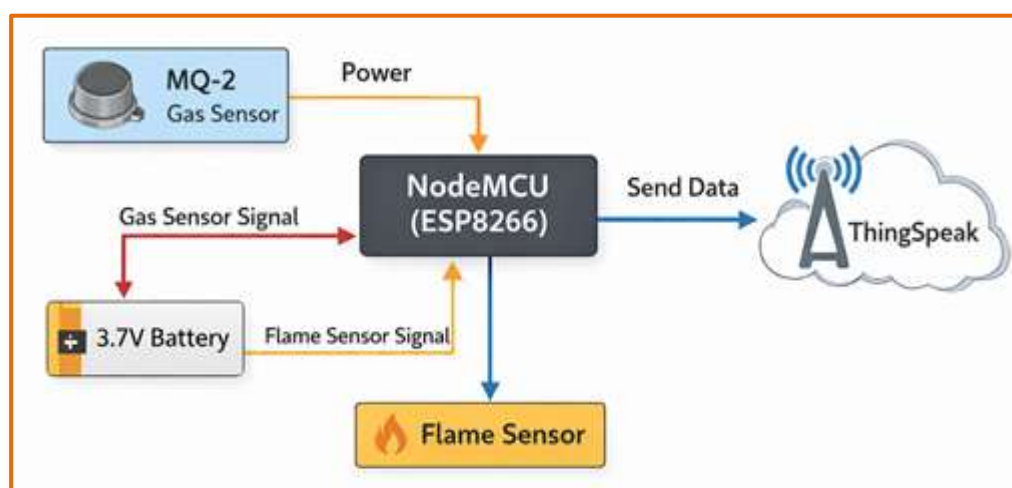 MQ-2
Gas Sensor
Power
NodeMCU
(ESP8266)
Send Data
ThingSpeak
Gas Sensor Signal
3.7V Battery
Flame Sensor Signal
Flame Sensor